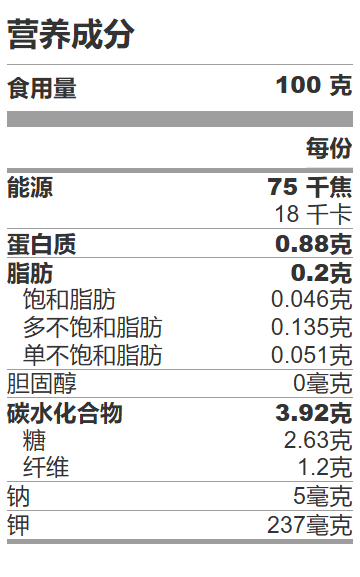 营养成分
食用量 100 克
每份
能源 75 千焦
18 千卡
蛋白质 0.88克
脂肪 0.2克
饱和脂肪 0.046克
多不饱和脂肪 0.135克
单不饱和脂肪 0.051克
胆固醇 0毫克
碳水化合物 3.92克
糖 2.63克
纤维 1.2克
钠 5毫克
钾 237毫克